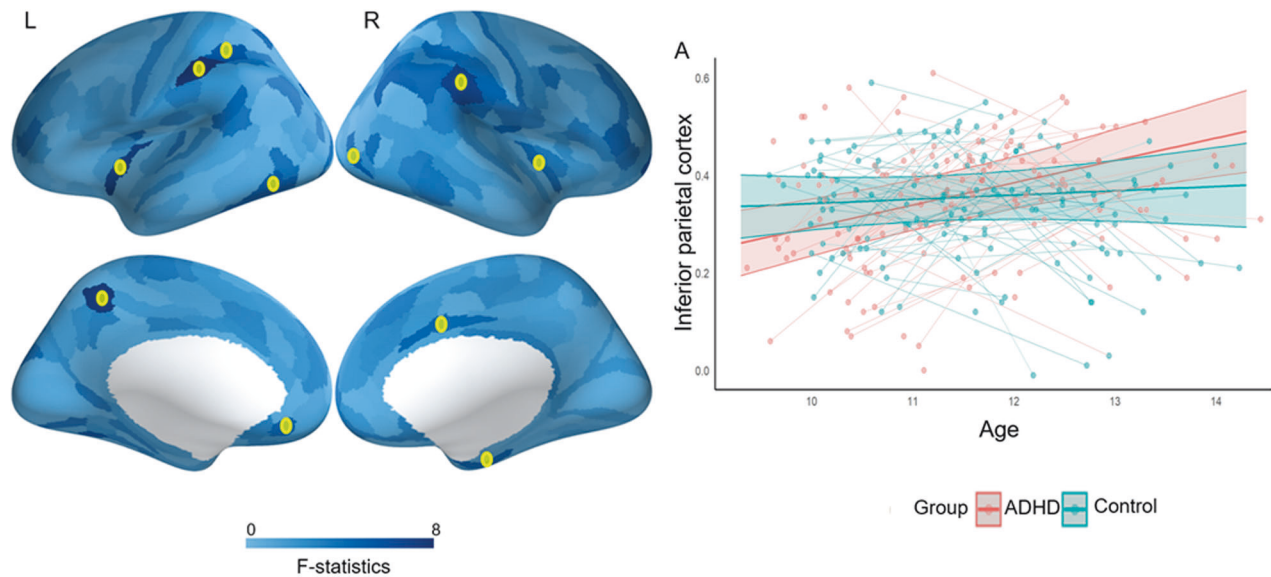 L
R
0
8
F-statistics
A
Inferior parietal cortex
0.6
0.4
0.2
0.0
10
11
12
13
14
Age
Group ADHD Control